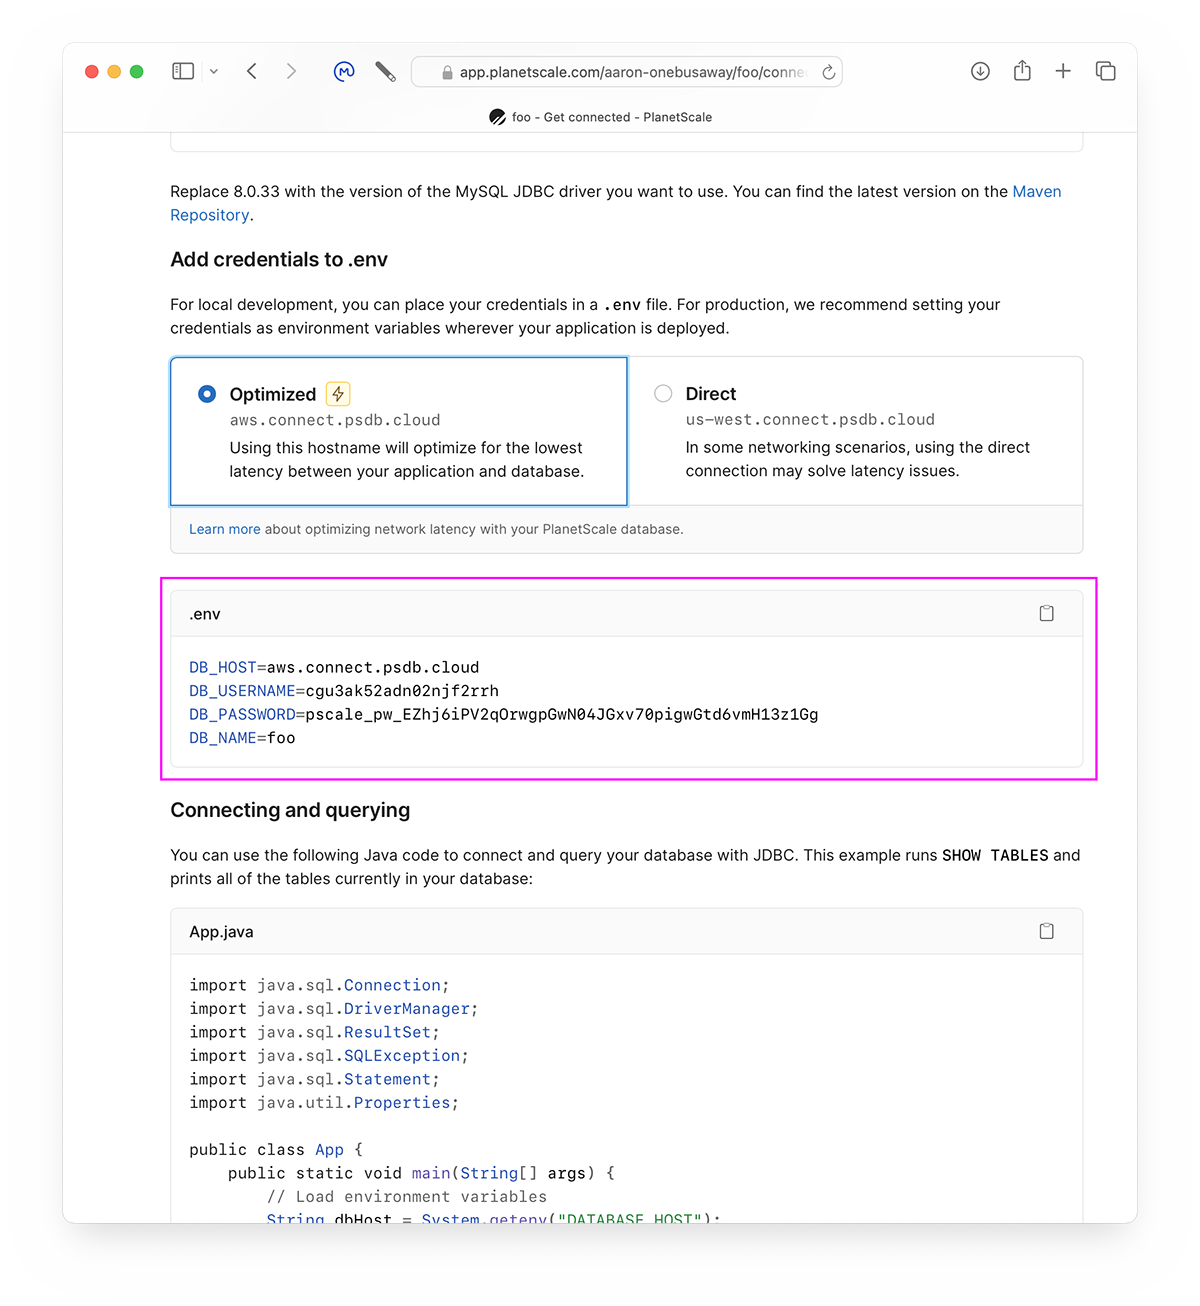 app.planetscale.com/aaron-onebusaway/foo/conne
foo - Get connected - PlanetScale
Replace 8.0.33 with the version of the MySQL JDBC driver you want to use. You can find the latest version on the Maven
Repository.
Add credentials to .env
For local development, you can place your credentials in a .env file. For production, we recommend setting your
credentials as environment variables wherever your application is deployed.
Optimized
aws.connect.psdb.cloud
Using this hostname will optimize for the lowest
latency between your application and database.
Direct
us-west.connect.psdb.cloud
In some networking scenarios, using the direct
connection may solve latency issues.
Learn more about optimizing network latency with your PlanetScale database.
.env
DB_HOST=aws.connect.psdb.cloud
DB_USERNAME=cgu3ak52adn02njf2rrh
DB_PASSWORD=pscale_pw_EZhj6iPV2qOrwgpGwN04JGxv70pigwGtd6vmH13z1Gg
DB_NAME=foo
Connecting and querying
You can use the following Java code to connect and query your database with JDBC. This example runs SHOW TABLES and
prints all of the tables currently in your database:
App.java
import java.sql.Connection;
import java.sql.DriverManager;
import java.sql.ResultSet;
import java.sql.SQLException;
import java.sql.Statement;
import java.util.Properties;
public class App {
public static void main(String[] args) {
// Load environment variables
String dbHost = System.getenv("DATABASE_HOST");